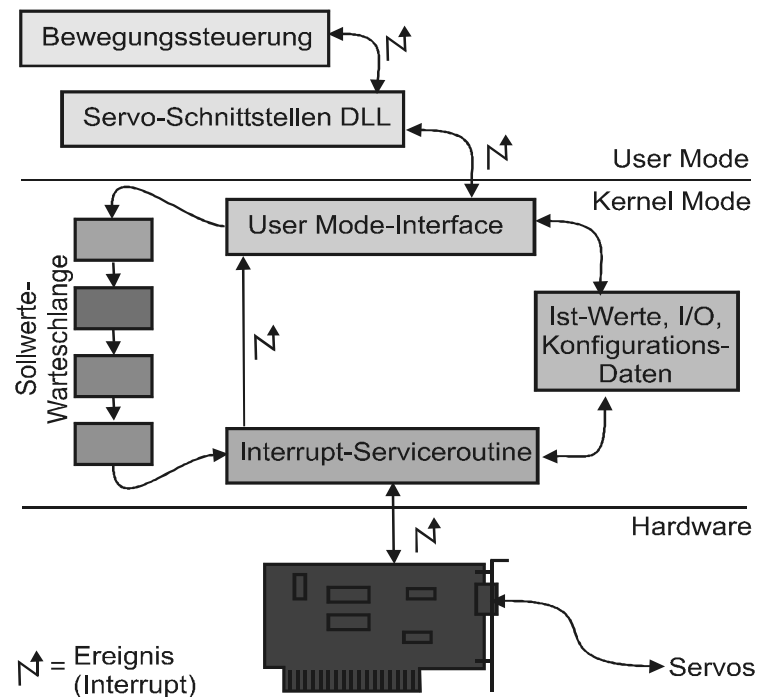 Bewegungssteuerung
Servo-Schnittstellen DLL
User Mode
Kernel Mode
User Mode-Interface
Sollwerte-
Warteschlange
Ist-Werte, I/O,
Konfigurations-
Daten
Interrupt-Serviceroutine
Hardware
= Ereignis
(Interrupt)
Servos